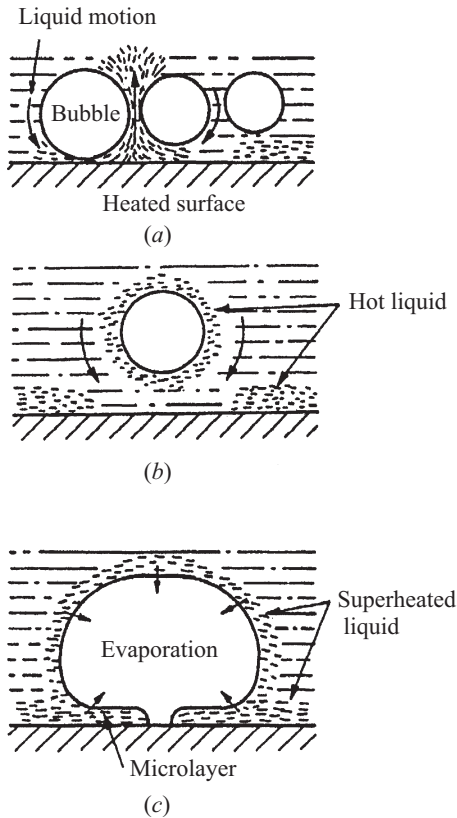 Liquid motion
Bubble
Heated surface
(a)
Hot liquid
(b)
Superheated
liquid
Evaporation
Microlayer
(c)